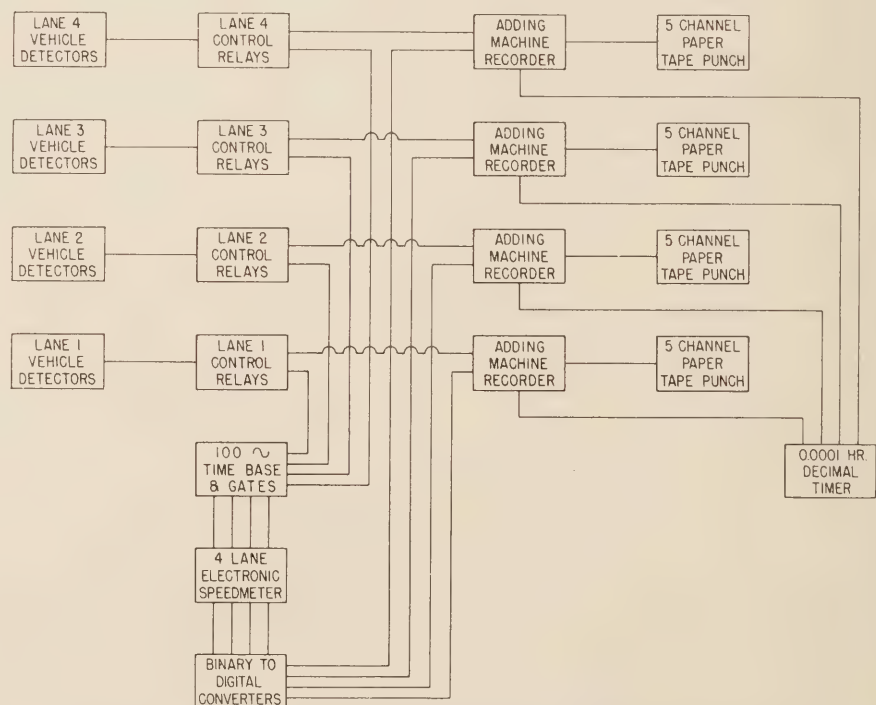 LANE 4
VEHICLE
DETECTORS
LANE 4
CONTROL
RELAYS
ADDING
MACHINE
RECORDER
5 CHANNEL
PAPER
TAPE PUNCH
LANE 3
VEHICLE
DETECTORS
LANE 3
CONTROL
RELAYS
ADDING
MACHINE
RECORDER
5 CHANNEL
PAPER
TAPE PUNCH
LANE 2
VEHICLE
DETECTORS
LANE 2
CONTROL
RELAYS
ADDING
MACHINE
RECORDER
5 CHANNEL
PAPER
TAPE PUNCH
LANE 1
VEHICLE
DETECTORS
LANE 1
CONTROL
RELAYS
ADDING
MACHINE
RECORDER
5 CHANNEL
PAPER
TAPE PUNCH
100 ~
TIME BASE
& GATES
0.0001 HR.
DECIMAL
TIMER
4 LANE
ELECTRONIC
SPEEDMETER
BINARY TO
DIGITAL
CONVERTERS